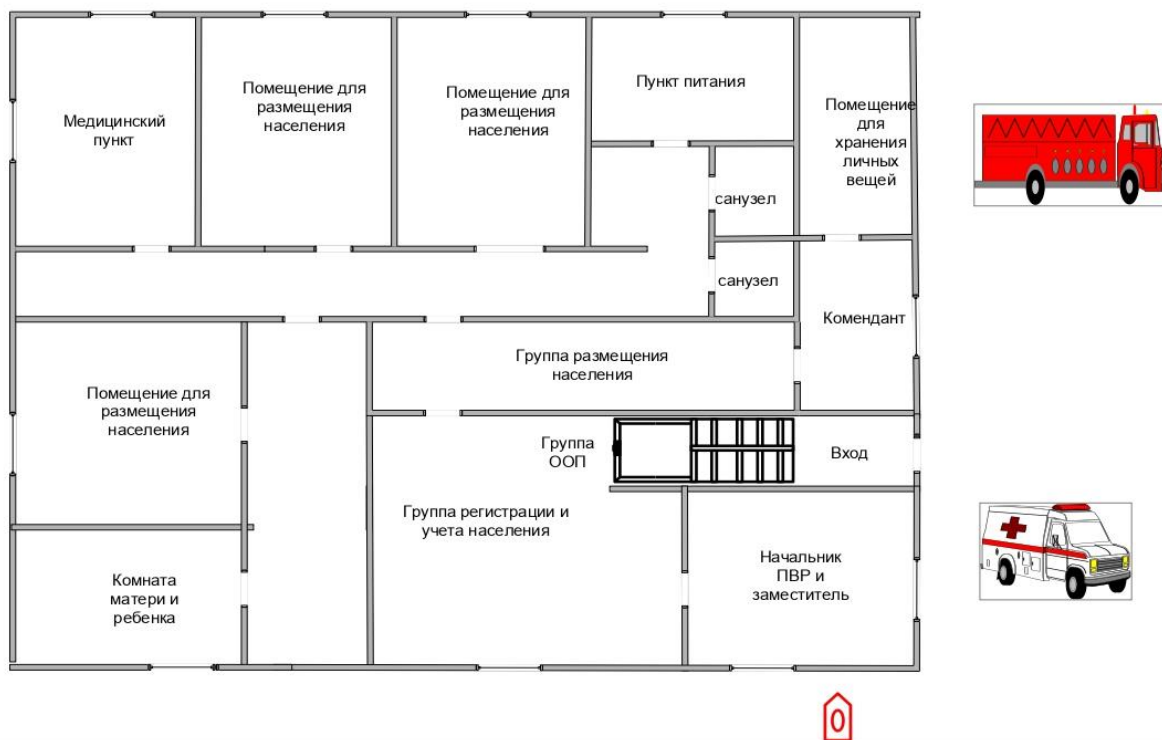 Медицинский
пункт
Помещение для
размещения
населения
Помещение для
размещения
населения
Пункт питания
Помещение
для
хранения
личных
вещей
санузел
санузел
Комендант
Группа размещения
населения
Помещение для
размещения
населения
Группа
ООП
Вход
Группа регистрации и
учета населения
Комната
матери и
ребенка
Начальник
ПВР и
заместитель
0